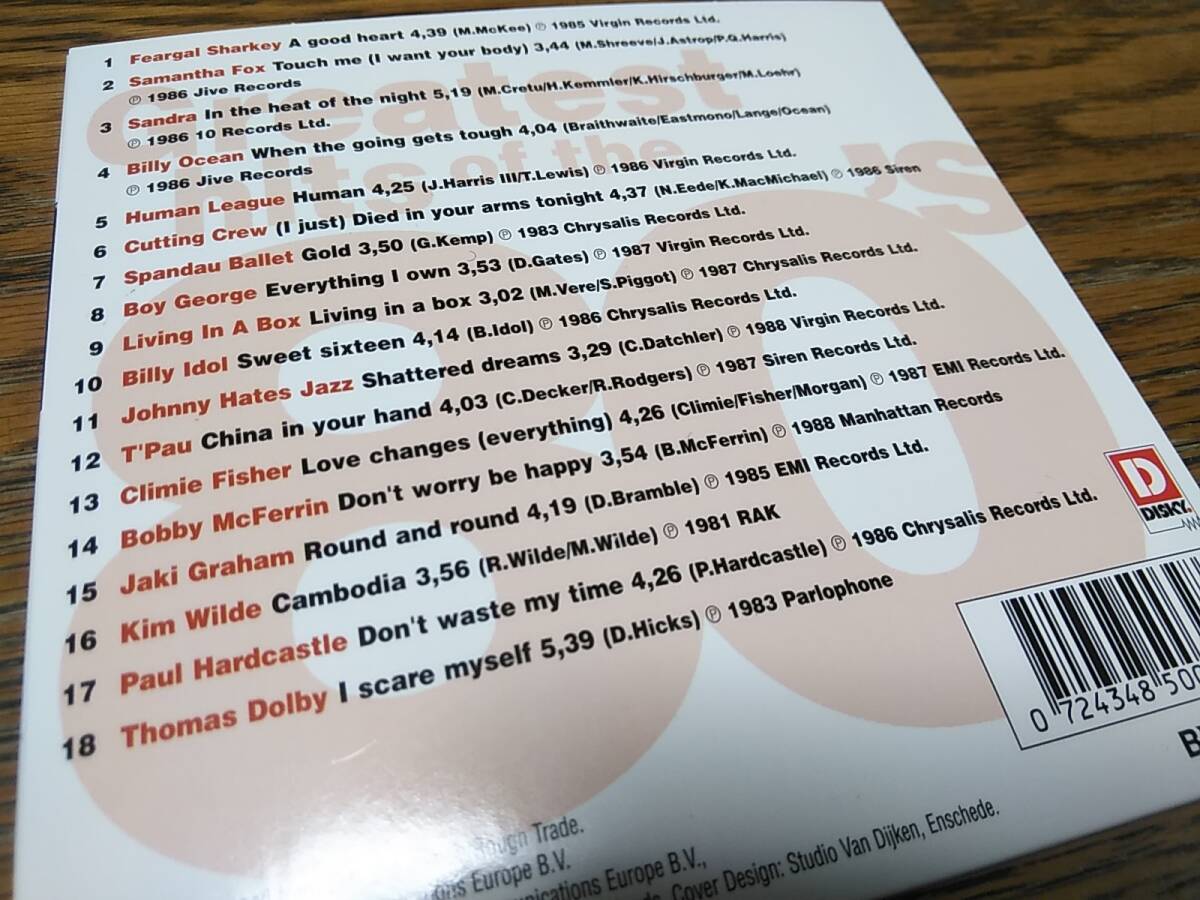 1 Feargal Sharkey A good heart 4,39 (M.McKee) ℗ 1985 Virgin Records Ltd.
2 Samantha Fox Touch me (I want your body) 3,44 (M.Shreeve/J.Astrop/P.Q.Harris)
℗ 1986 Jive Records
3 Sandra In the heat of the night 5,19 (M.Cretu/H.Kemmler/K.Hirschburger/M.Loehr)
℗ 1986 10 Records Ltd.
4 Billy Ocean When the going gets tough 4,04 (Braithwaite/Eastmono/Lange/Ocean)
℗ 1986 Jive Records
5 Human League Human 4,25 (J.Harris III/T.Lewis) ℗ 1986 Virgin Records Ltd.
6 Cutting Crew (I just) Died in your arms tonight 4,37 (N.Eede/K.MacMichael) ℗ 1986 Siren
7 Spandau Ballet Gold 3,50 (G.Kemp) ℗ 1983 Chrysalis Records Ltd.
8 Boy George Everything I own 3,53 (D.Gates) ℗ 1987 Virgin Records Ltd.
9 Living In A Box Living in a box 3,02 (M.Vere/S.Piggot) ℗ 1987 Chrysalis Records Ltd.
10 Billy Idol Sweet sixteen 4,14 (B.Idol) ℗ 1986 Chrysalis Records Ltd.
11 Johnny Hates Jazz Shattered dreams 3,29 (C.Datchler) ℗ 1988 Virgin Records Ltd.
12 T'Pau China in your hand 4,03 (C.Decker/R.Rodgers) ℗ 1987 Siren Records Ltd.
13 Climie Fisher Love changes (everything) 4,26 (Climie/Fisher/Morgan) ℗ 1987 EMI Records Ltd.
14 Bobby McFerrin Don't worry be happy 3,54 (B.McFerrin) ℗ 1988 Manhattan Records
15 Jaki Graham Round and round 4,19 (D.Bramble) ℗ 1985 EMI Records Ltd.
16 Kim Wilde Cambodia 3,56 (R.Wilde/M.Wilde) ℗ 1981 RAK
17 Paul Hardcastle Don't waste my time 4,26 (P.Hardcastle) ℗ 1986 Chrysalis Records Ltd.
18 Thomas Dolby I scare myself 5,39 (D.Hicks) ℗ 1983 Parlophone
Greatest
hits of the
80's
D
DISKY
0 724348 500
Trade.
Europe B.V.
Europe B.V.,
Cover Design: Studio Van Dijken, Enschede.